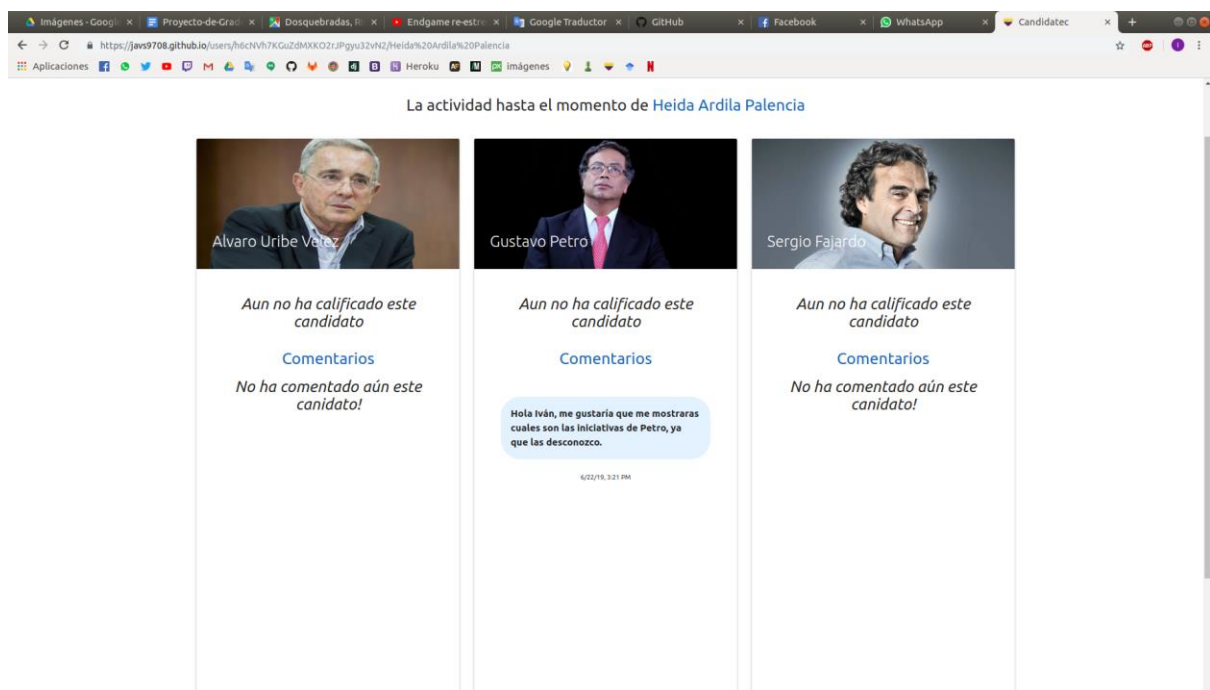 Imágenes - Googl
Proyecto-de-Grad
Dosquebradas, Ri
Endgame re-estre
Google Traductor
GitHub
Facebook
WhatsApp
Candidatec
https://javs9708.github.io/users/h6cNVh7KGuZdMXKO2rJPgyu32vN2/Heida%20Ardila%20Palencia
Aplicaciones
Heroku
imágenes
La actividad hasta el momento de Heida Ardila Palencia
Alvaro Uribe Velez
Gustavo Petro
Sergio Fajardo
Aun no ha calificado este
candidato
Comentarios
No ha comentado aún este
canidato!
Aun no ha calificado este
candidato
Comentarios
Hola Iván, me gustaría que me mostraras
cuales son las iniciativas de Petro, ya
que las desconozco.
6/22/19, 3:21 PM
Aun no ha calificado este
candidato
Comentarios
No ha comentado aún este
canidato!